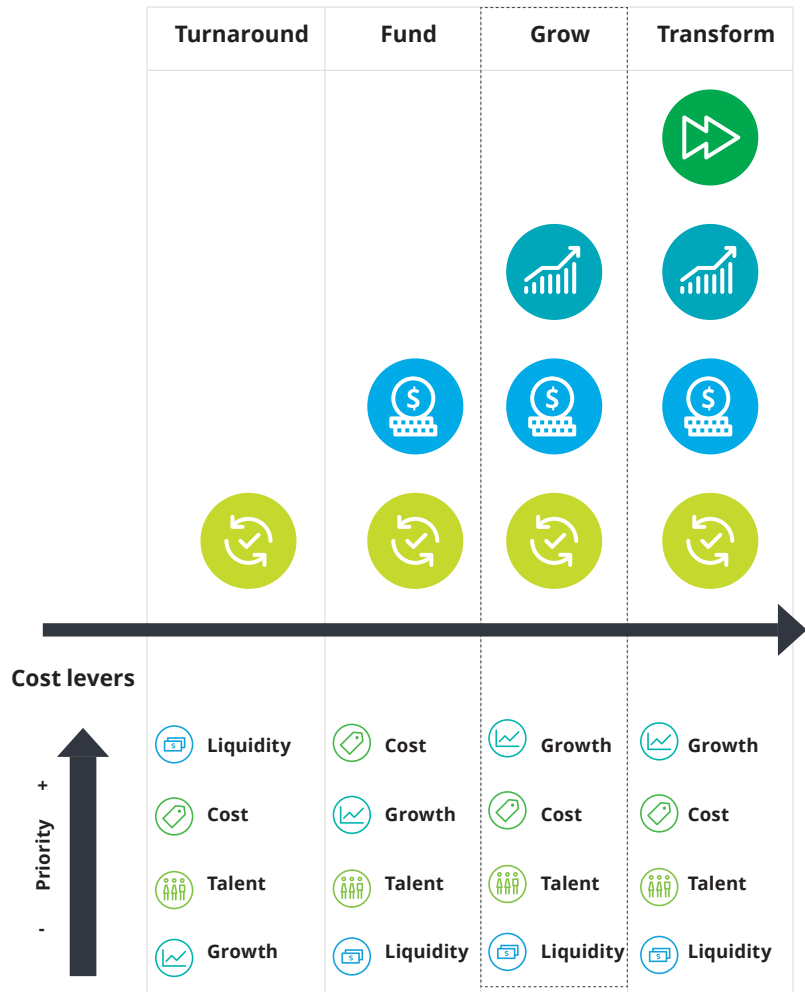 Turnaround Fund Grow Transform
$ $ $
Cost levers
Liquidity Cost Growth Growth
Cost Growth Cost Cost
Talent Talent Talent Talent
Growth Liquidity Liquidity Liquidity
- Priority +